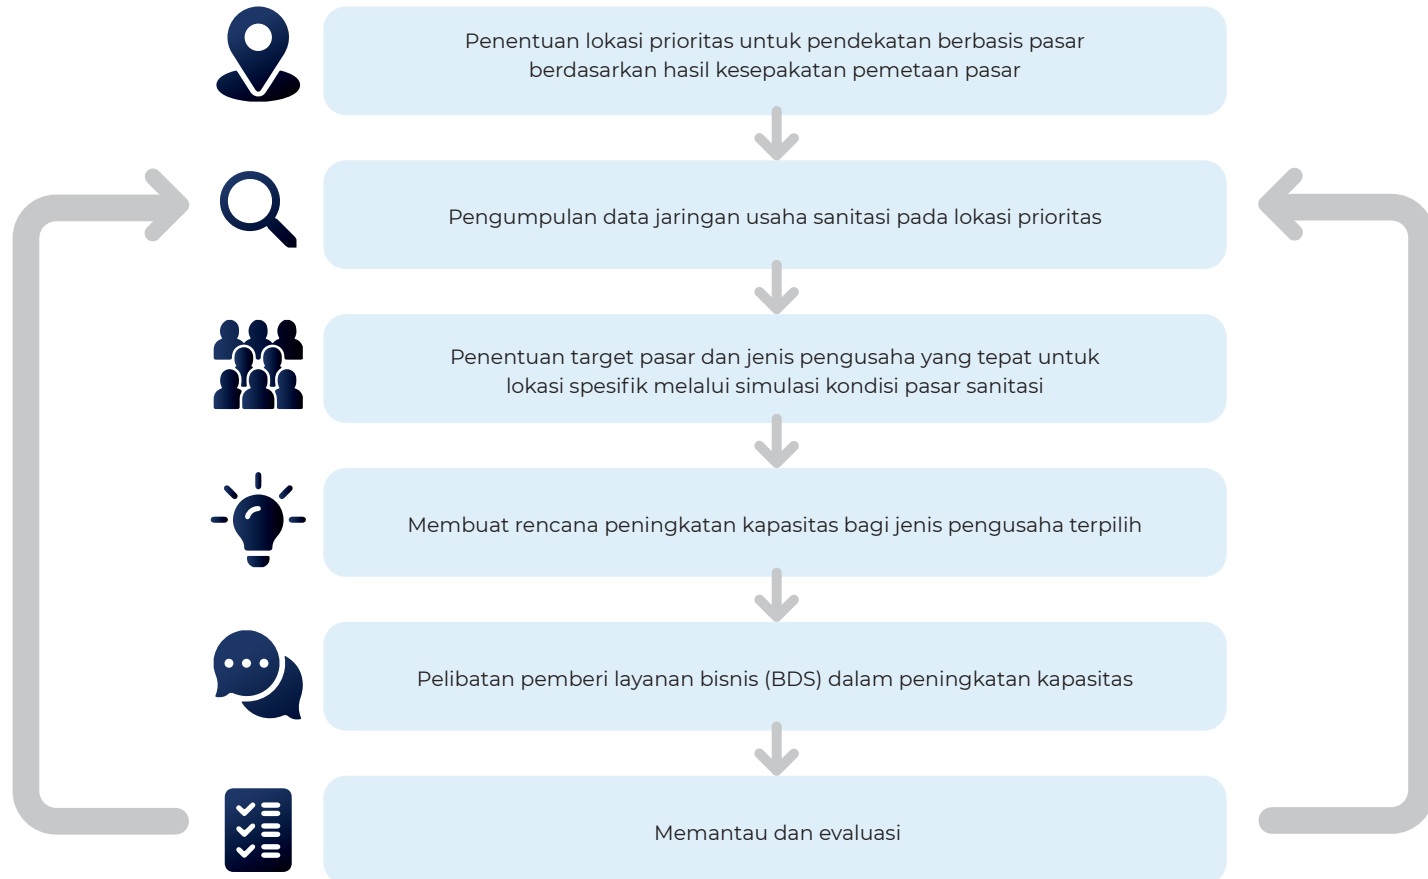 Penentuan lokasi prioritas untuk pendekatan berbasis pasar
berdasarkan hasil kesepakatan pemetaan pasar
Pengumpulan data jaringan usaha sanitasi pada lokasi prioritas
Penentuan target pasar dan jenis pengusaha yang tepat untuk
lokasi spesifik melalui simulasi kondisi pasar sanitasi
Membuat rencana peningkatan kapasitas bagi jenis pengusaha terpilih
Pelibatan pemberi layanan bisnis (BDS) dalam peningkatan kapasitas
Memantau dan evaluasi